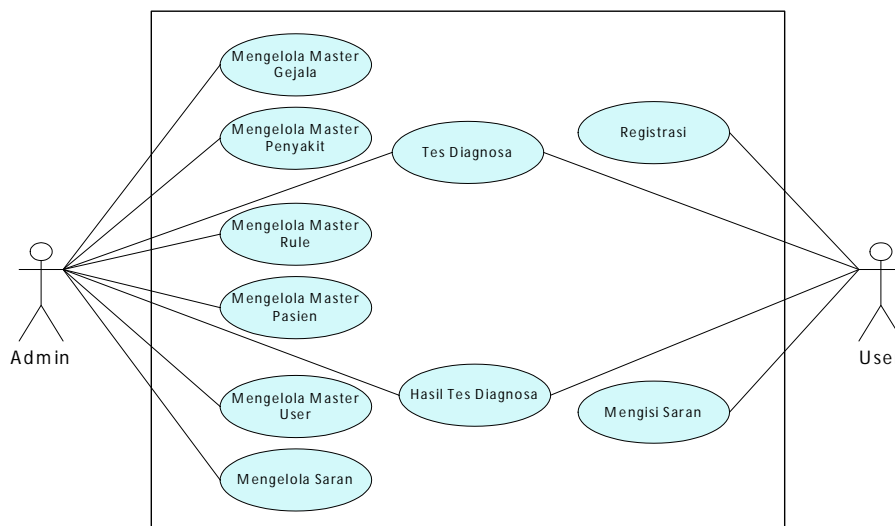 Mengelola Master
Gejala
Mengelola Master
Penyakit
Tes Diagnosa
Registrasi
Mengelola Master
Rule
Mengelola Master
Pasien
Admin
Use
Mengelola Master
User
Hasil Tes Diagnosa
Mengisi Saran
Mengelola Saran